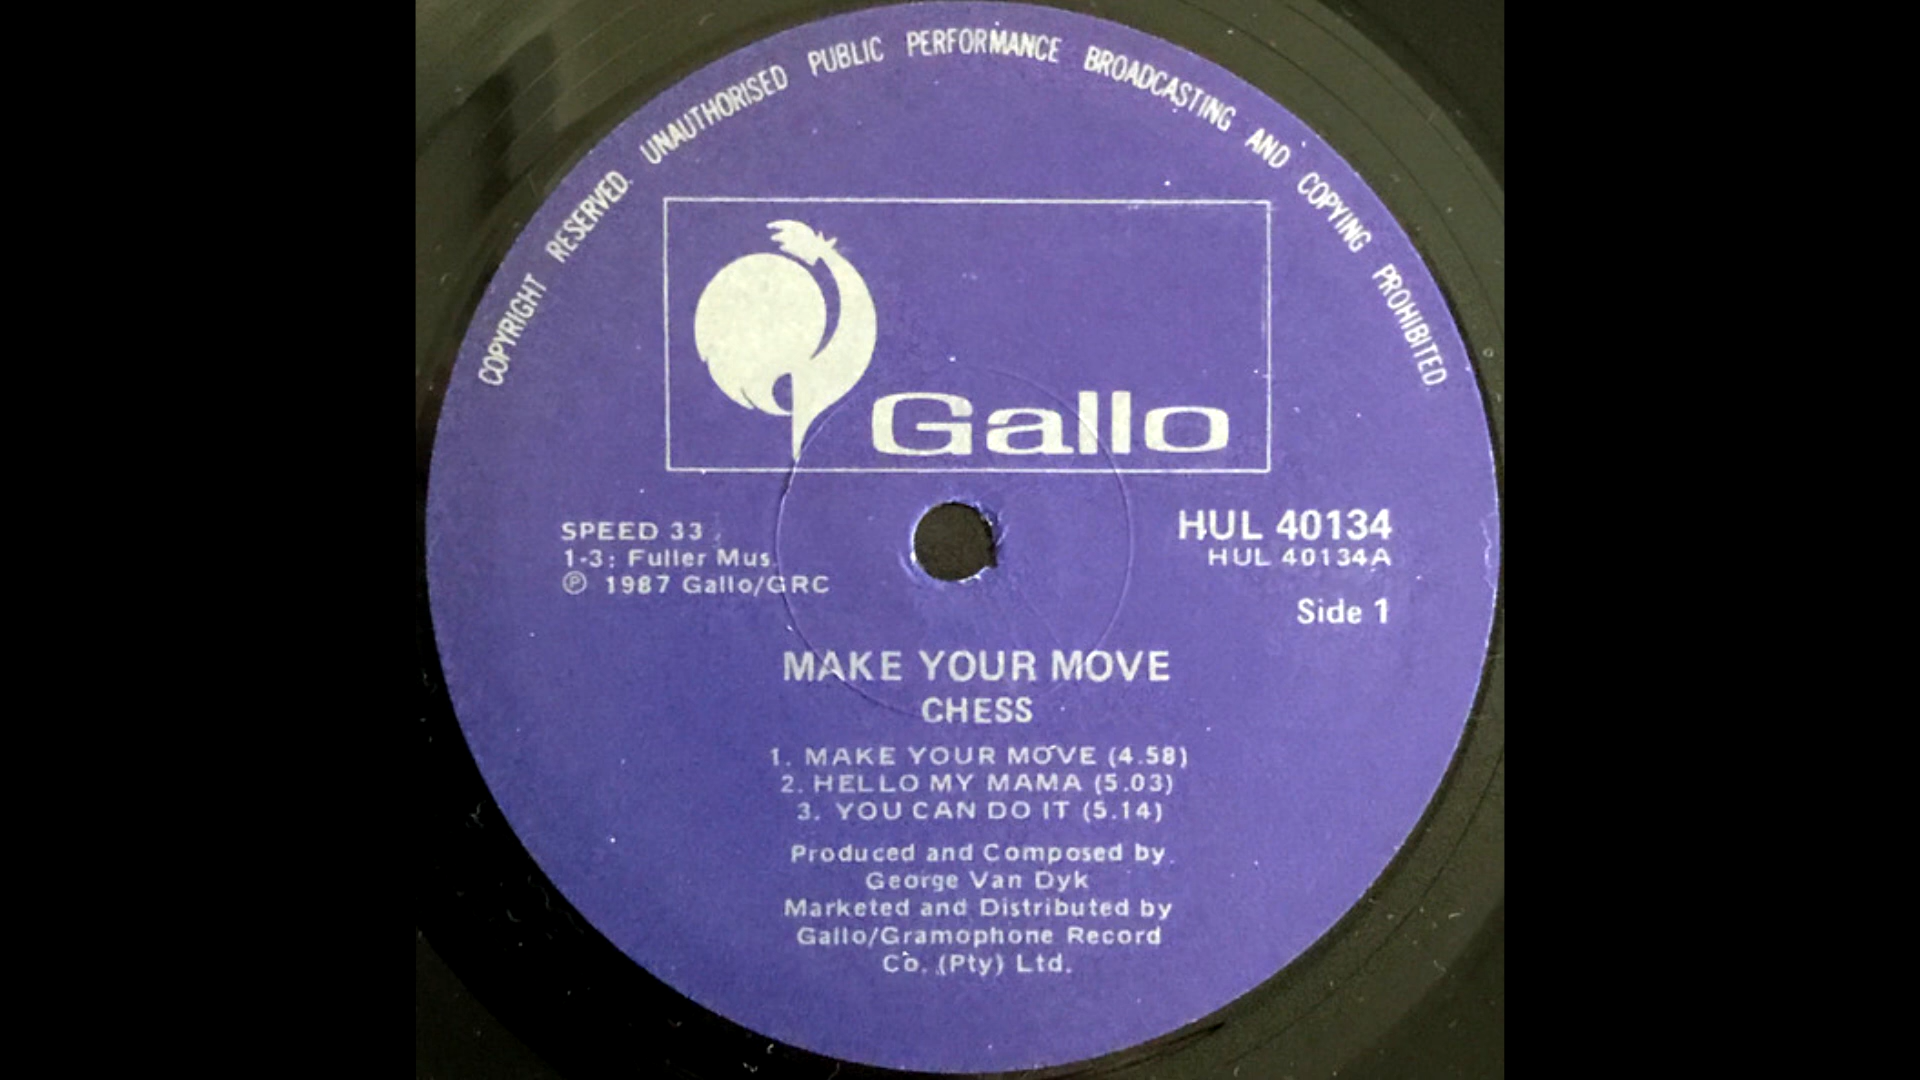 COPYRIGHT RESERVED. UNAUTHORISED PUBLIC PERFORMANCE BROADCASTING AND COPYING PROHIBITED.
Gallo
SPEED 33
1-3: Fuller Mus.
℗ 1987 Gallo/GRC
HUL 40134
HUL 40134A
Side 1
MAKE YOUR MOVE
CHESS
1. MAKE YOUR MOVE (4.58)
2. HELLO MY MAMA (5.03)
3. YOU CAN DO IT (5.14)
Produced and Composed by
George Van Dyk
Marketed and Distributed by
Gallo/Gramophone Record
Co. (Pty) Ltd.